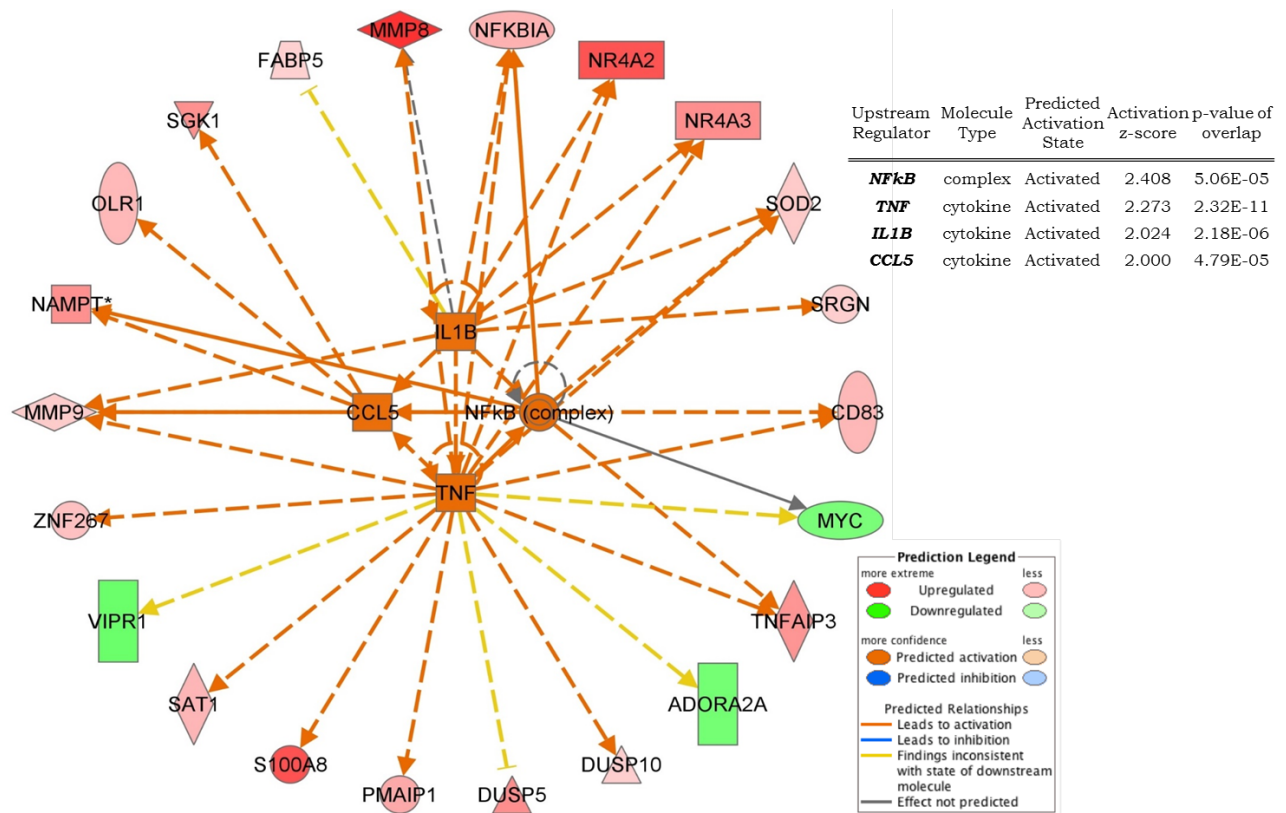 MMP8
NFKBIA
FABP5
NR4A2
SGK1
NR4A3
OLR1
SOD2
NAMPT*
SRGN
IL1B
MMP9
CCL5
NFkB (complex)
CD83
TNF
ZNF267
MYC
VIPR1
TNFAIP3
SAT1
ADORA2A
S100A8
DUSP10
PMAIP1
DUSP5
Upstream Regulator Molecule Type Predicted Activation State Activation z-score p-value of overlap
NFkB complex Activated 2.408 5.06E-05
TNF cytokine Activated 2.273 2.32E-11
IL1B cytokine Activated 2.024 2.18E-06
CCL5 cytokine Activated 2.000 4.79E-05
Prediction Legend
more extreme less
Upregulated
Downregulated
more confidence less
Predicted activation
Predicted inhibition
Predicted Relationships
Leads to activation
Leads to inhibition
Findings inconsistent
with state of downstream
molecule
Effect not predicted